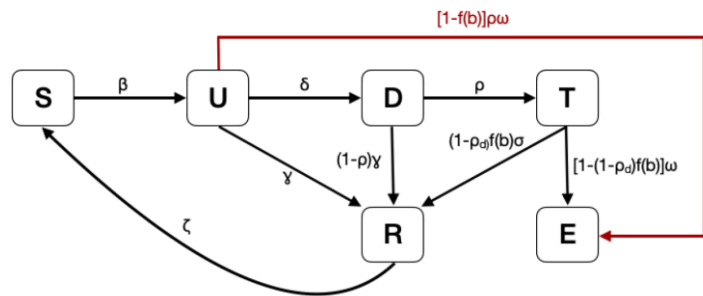 [1-f(b)]ρω
S
β
U
δ
D
ρ
T
ɣ
(1-ρ)ɣ
(1-ρd)f(b)σ
[1-(1-ρd)f(b)]ω
ζ
R
E